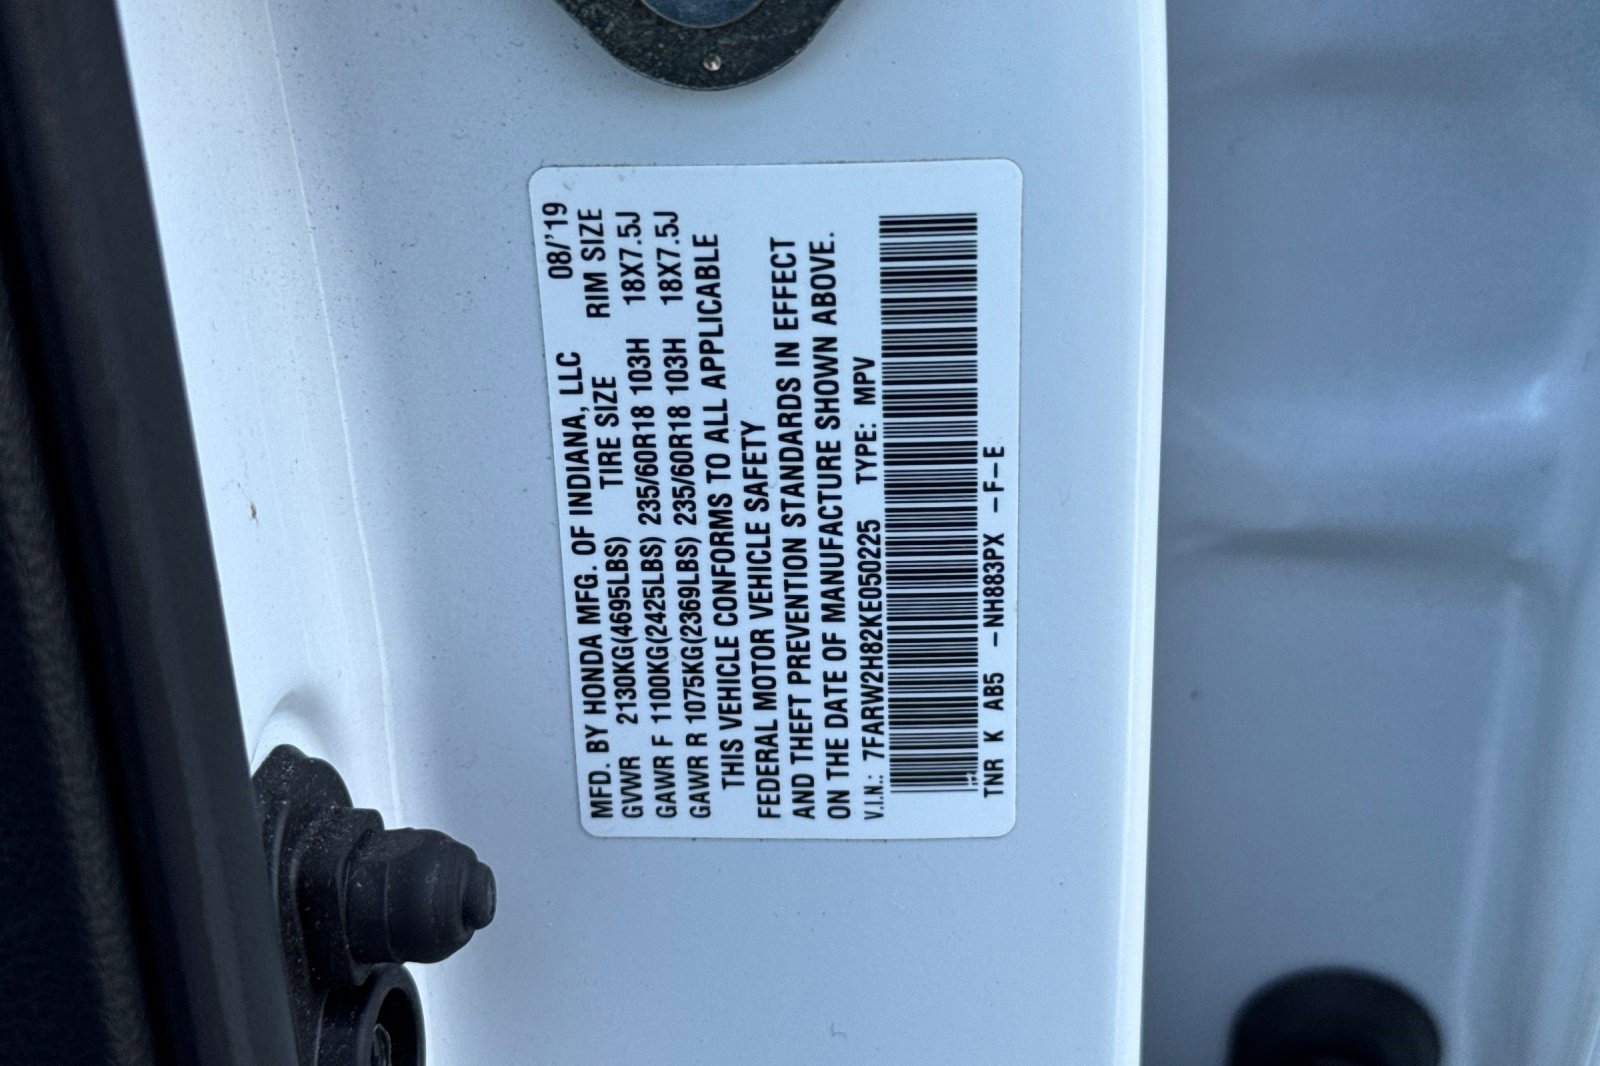 MFD. BY HONDA MFG. OF INDIANA, LLC 08/'19
GVWR 2130KG(4695LBS) TIRE SIZE RIM SIZE
GAWR F 1100KG(2425LBS) 235/60R18 103H 18X7.5J
GAWR R 1075KG(2369LBS) 235/60R18 103H 18X7.5J
THIS VEHICLE CONFORMS TO ALL APPLICABLE
FEDERAL MOTOR VEHICLE SAFETY
AND THEFT PREVENTION STANDARDS IN EFFECT
ON THE DATE OF MANUFACTURE SHOWN ABOVE.
V.I.N.: 7FARW2H82KE050225 TYPE: MPV
TNR K AB5 -NH883PX -F-E